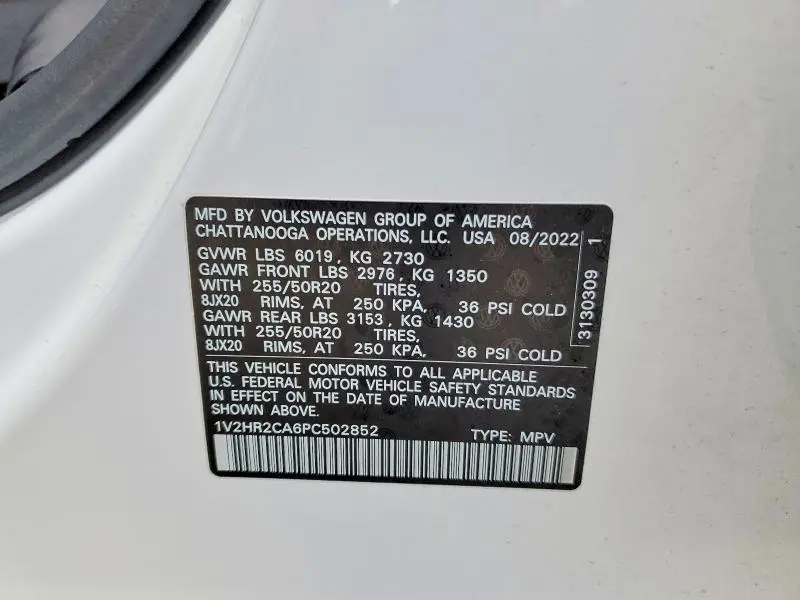 MFD BY VOLKSWAGEN GROUP OF AMERICA
CHATTANOOGA OPERATIONS, LLC. USA 08/2022
GVWR LBS 6019, KG 2730
GAWR FRONT LBS 2976, KG 1350
WITH 255/50R20 TIRES,
8JX20 RIMS, AT 250 KPA, 36 PSI COLD
GAWR REAR LBS 3153, KG 1430
WITH 255/50R20 TIRES,
8JX20 RIMS, AT 250 KPA, 36 PSI COLD
THIS VEHICLE CONFORMS TO ALL APPLICABLE
U.S. FEDERAL MOTOR VEHICLE SAFETY STANDARDS
IN EFFECT ON THE DATE OF MANUFACTURE
SHOWN ABOVE.
1V2HR2CA6PC502852 TYPE: MPV
3130309 1